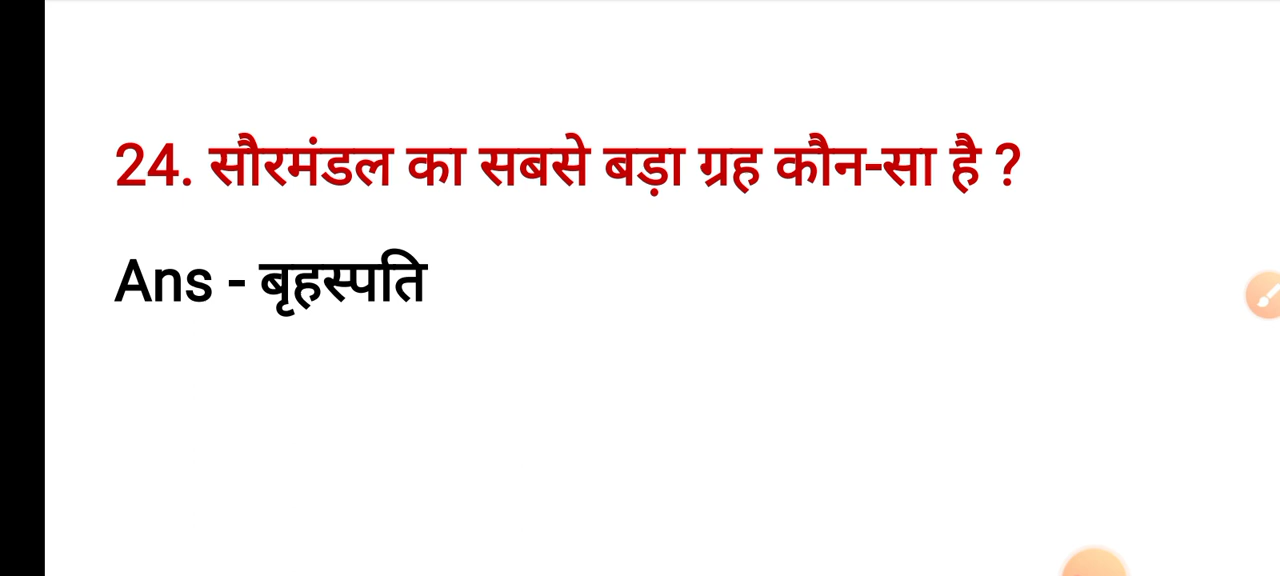 24. सौरमंडल का सबसे बड़ा ग्रह कौन-सा है ?
Ans - बृहस्पति